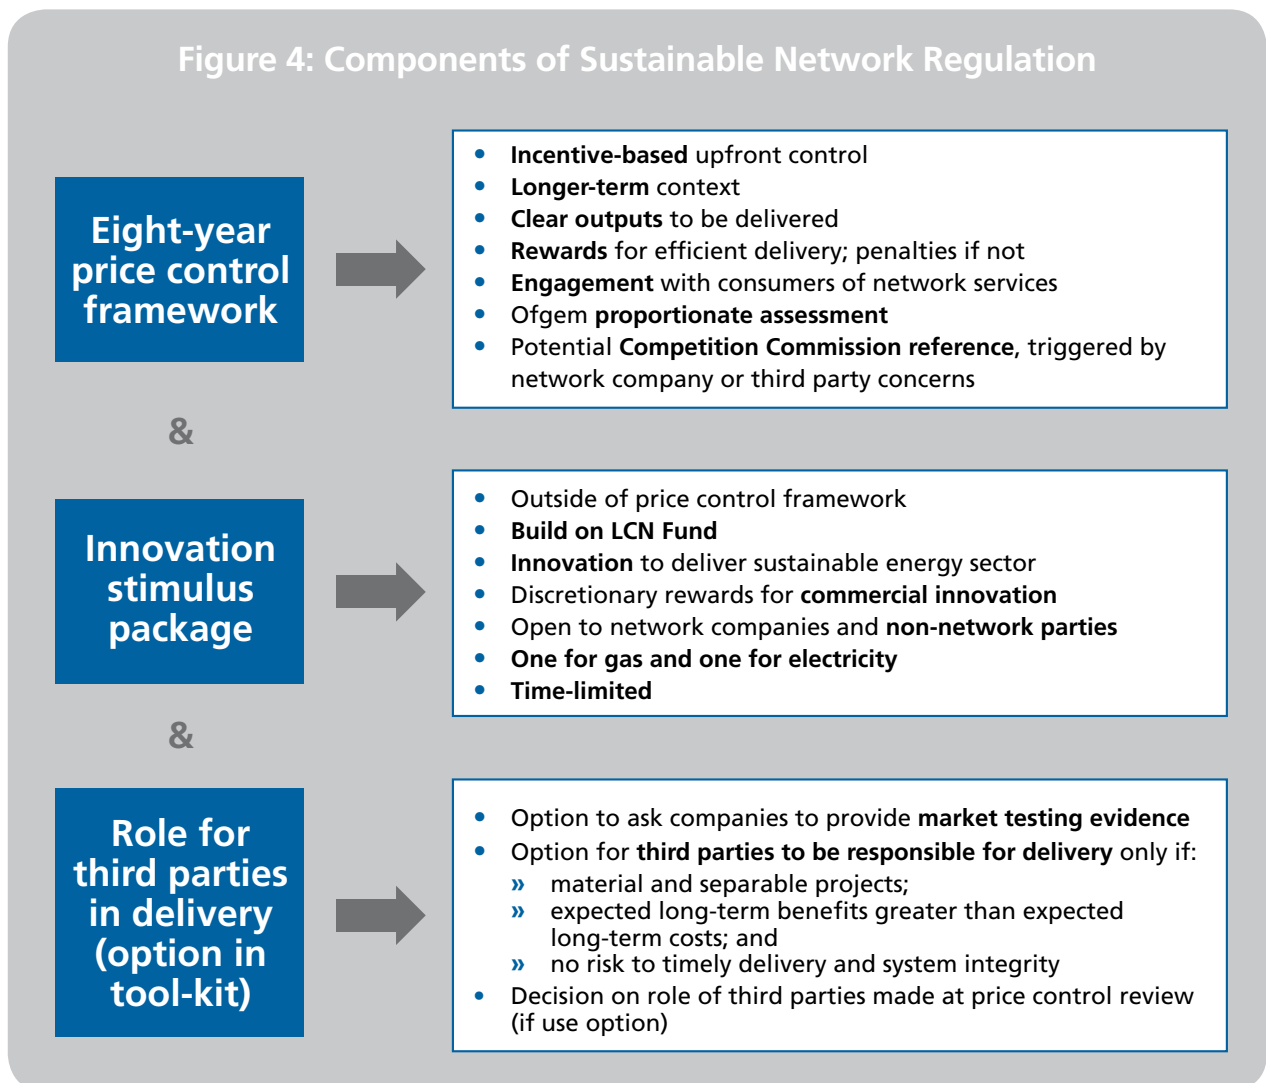 Figure 4: Components of Sustainable Network Regulation
Eight-year
price control
framework
• Incentive-based upfront control
• Longer-term context
• Clear outputs to be delivered
• Rewards for efficient delivery; penalties if not
• Engagement with consumers of network services
• Ofgem proportionate assessment
• Potential Competition Commission reference, triggered by
network company or third party concerns
&
Innovation
stimulus
package
• Outside of price control framework
• Build on LCN Fund
• Innovation to deliver sustainable energy sector
• Discretionary rewards for commercial innovation
• Open to network companies and non-network parties
• One for gas and one for electricity
• Time-limited
&
Role for
third parties
in delivery
(option in
tool-kit)
• Option to ask companies to provide market testing evidence
• Option for third parties to be responsible for delivery only if:
» material and separable projects;
» expected long-term benefits greater than expected
long-term costs; and
» no risk to timely delivery and system integrity
• Decision on role of third parties made at price control review
(if use option)